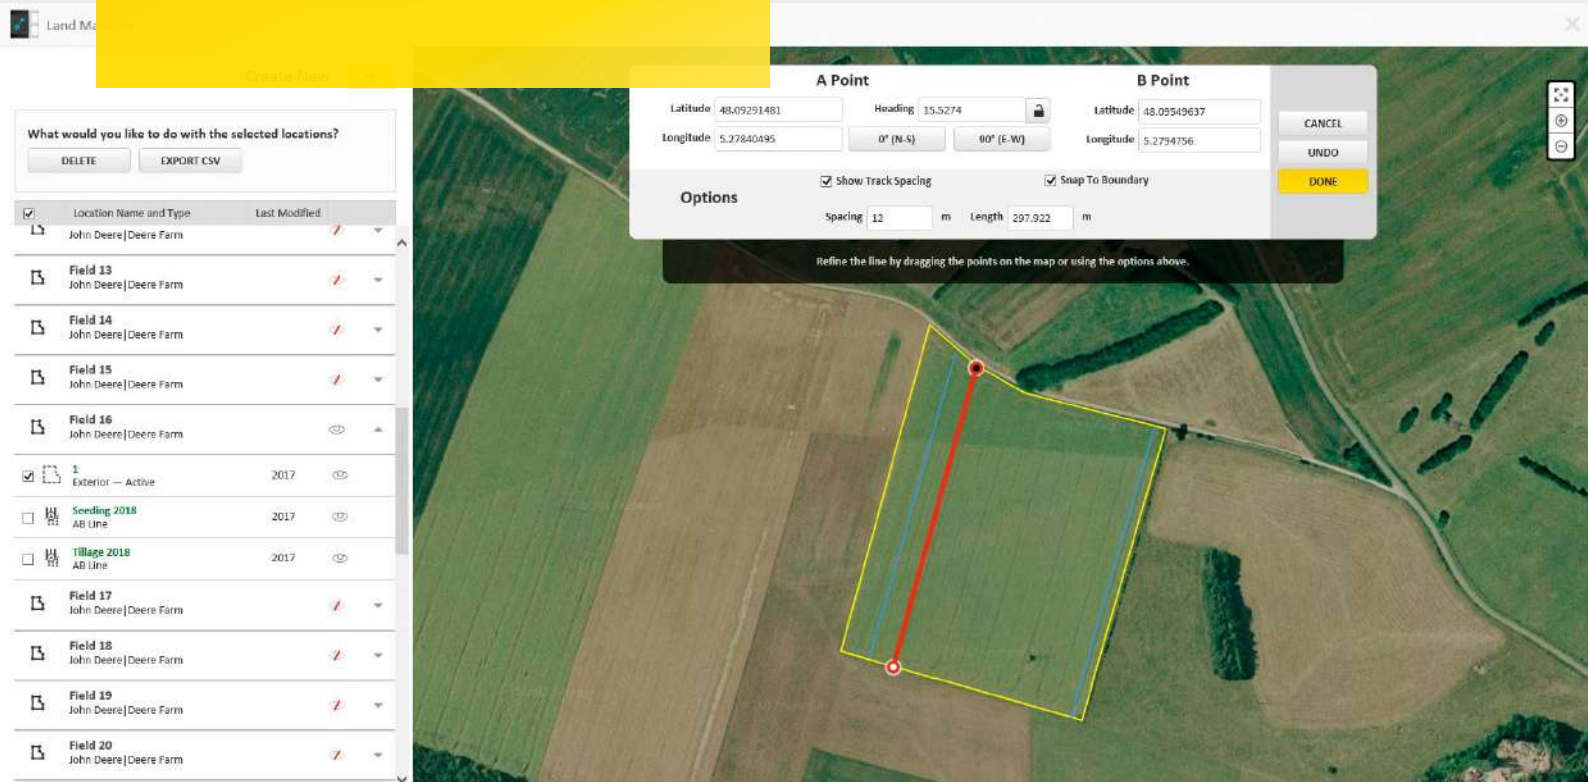 Land Ma
Create New
What would you like to do with the selected locations?
DELETE
EXPORT CSV
Location Name and Type
Last Modified
John Deere|Deere Farm
Field 13
John Deere|Deere Farm
Field 14
John Deere|Deere Farm
Field 15
John Deere|Deere Farm
Field 16
John Deere|Deere Farm
1
Exterior — Active
2017
Seeding 2018
AB Line
2017
Tillage 2018
AB Line
2017
Field 17
John Deere|Deere Farm
Field 18
John Deere|Deere Farm
Field 19
John Deere|Deere Farm
Field 20
John Deere|Deere Farm
A Point
Latitude 48.09291481
Heading 15.5274
Longitude 5.27840495
0° (N-S)
90° (E-W)
B Point
Latitude 48.09549637
Longitude 5.2794756
Options
Show Track Spacing
Snap To Boundary
Spacing 12 m
Length 297.922 m
CANCEL
UNDO
DONE
Refine the line by dragging the points on the map or using the options above.